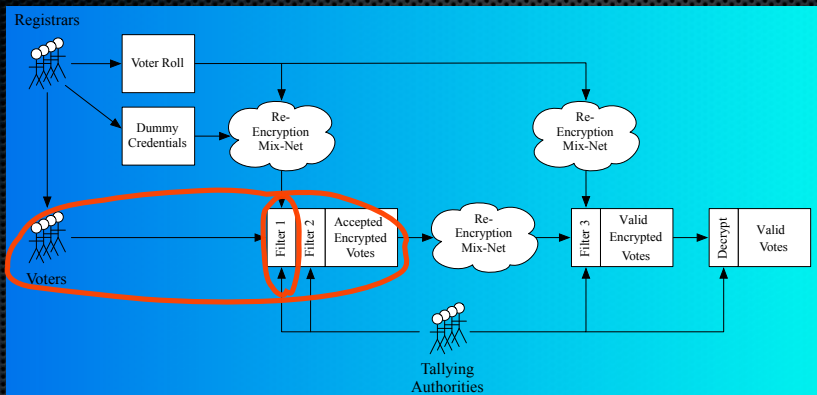 Registrars
Voter Roll
Dummy
Credentials
Re-
Encryption
Mix-Net
Re-
Encryption
Mix-Net
Voters
Filter 1
Filter 2
Accepted
Encrypted
Votes
Re-
Encryption
Mix-Net
Filter 3
Valid
Encrypted
Votes
Decrypt
Valid
Votes
Tallying
Authorities